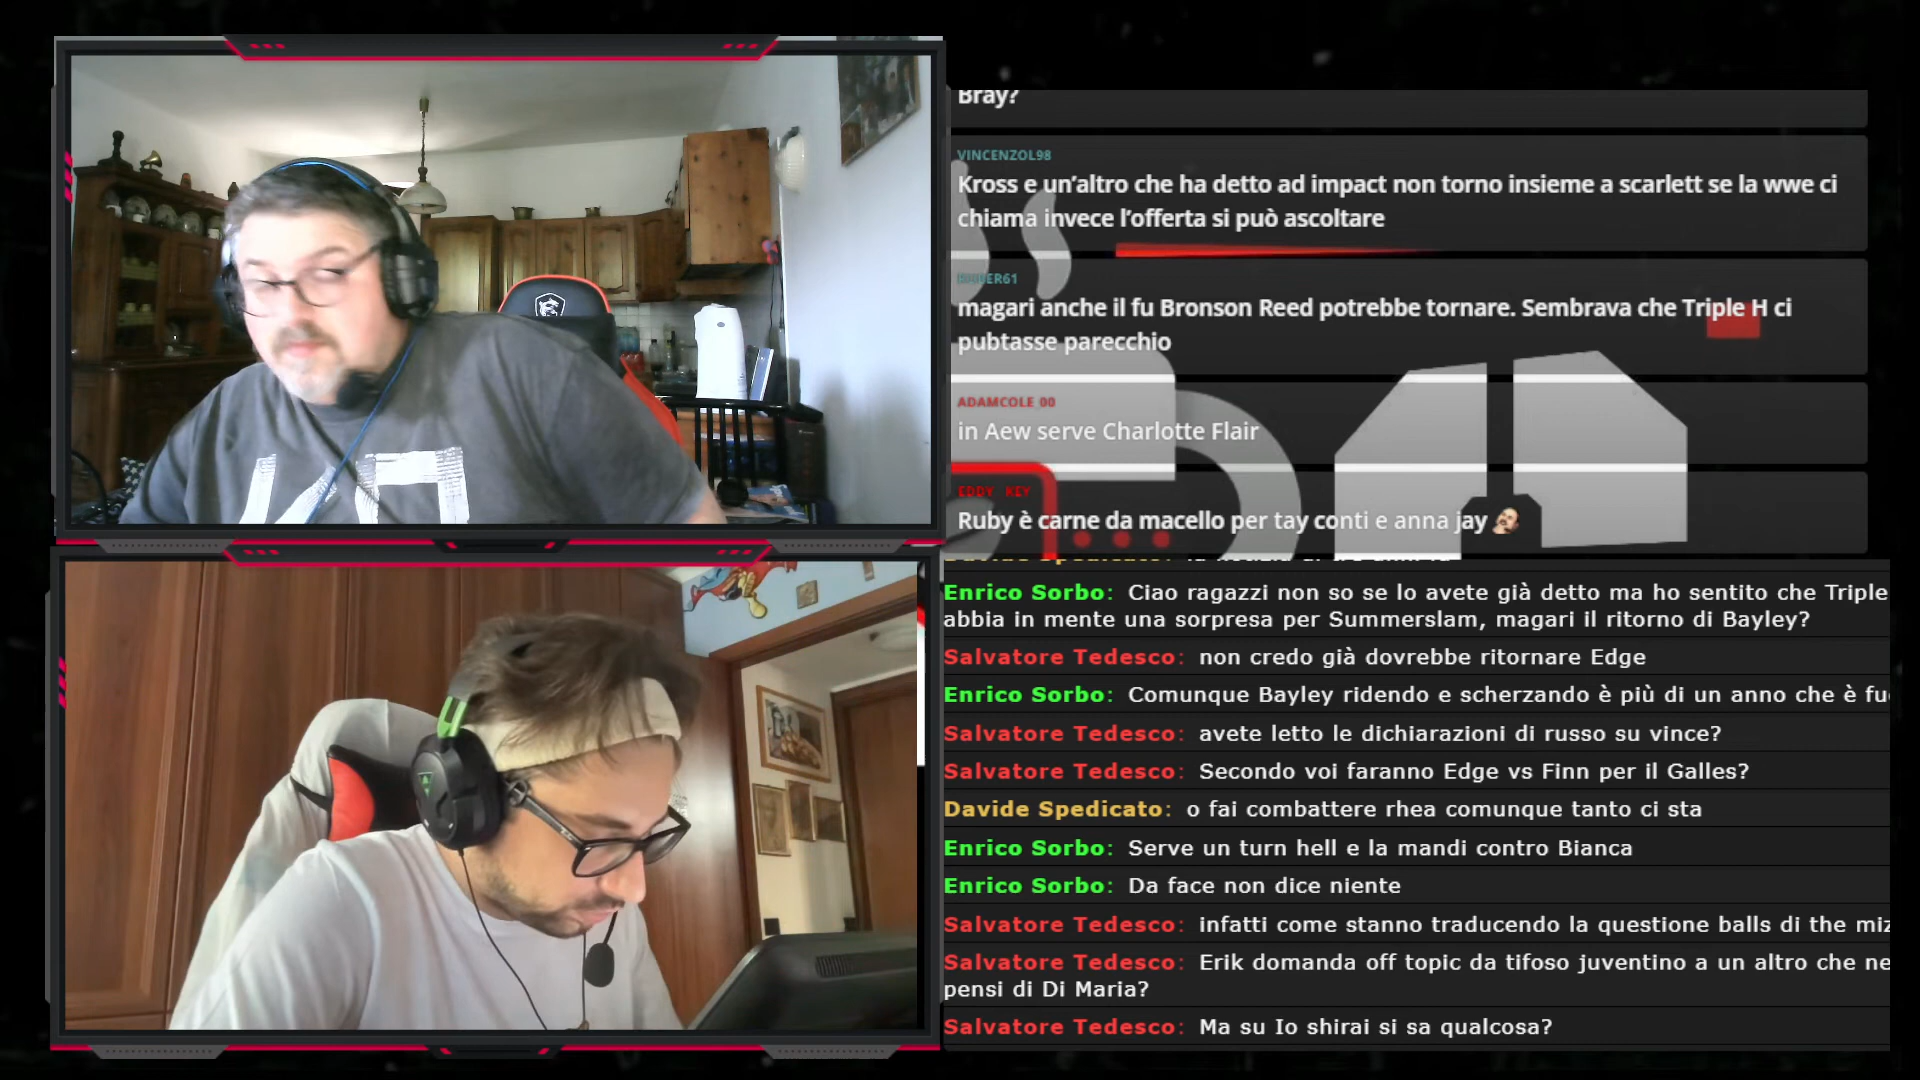 Bray?
VINCENZOL98
Kross e un'altro che ha detto ad impact non torno insieme a scarlett se la wwe ci
chiama invece l'offerta si può ascoltare
magari anche il fu Bronson Reed potrebbe tornare. Sembrava che Triple H ci
pubtasse parecchio
ADAMCOLE 00
in Aew serve Charlotte Flair
EDDY_KEY
Ruby è carne da macello per tay conti e anna jay
Enrico Sorbo: Ciao ragazzi non so se lo avete già detto ma ho sentito che Triple
abbia in mente una sorpresa per Summerslam, magari il ritorno di Bayley?
Salvatore Tedesco: non credo già dovrebbe ritornare Edge
Enrico Sorbo: Comunque Bayley ridendo e scherzando è più di un anno che è fu
Salvatore Tedesco: avete letto le dichiarazioni di russo su vince?
Salvatore Tedesco: Secondo voi faranno Edge vs Finn per il Galles?
Davide Spedicato: o fai combattere rhea comunque tanto ci sta
Enrico Sorbo: Serve un turn hell e la mandi contro Bianca
Enrico Sorbo: Da face non dice niente
Salvatore Tedesco: infatti come stanno traducendo la questione balls di the miz
Salvatore Tedesco: Erik domanda off topic da tifoso juventino a un altro che ne
pensi di Di Maria?
Salvatore Tedesco: Ma su Io shirai si sa qualcosa?